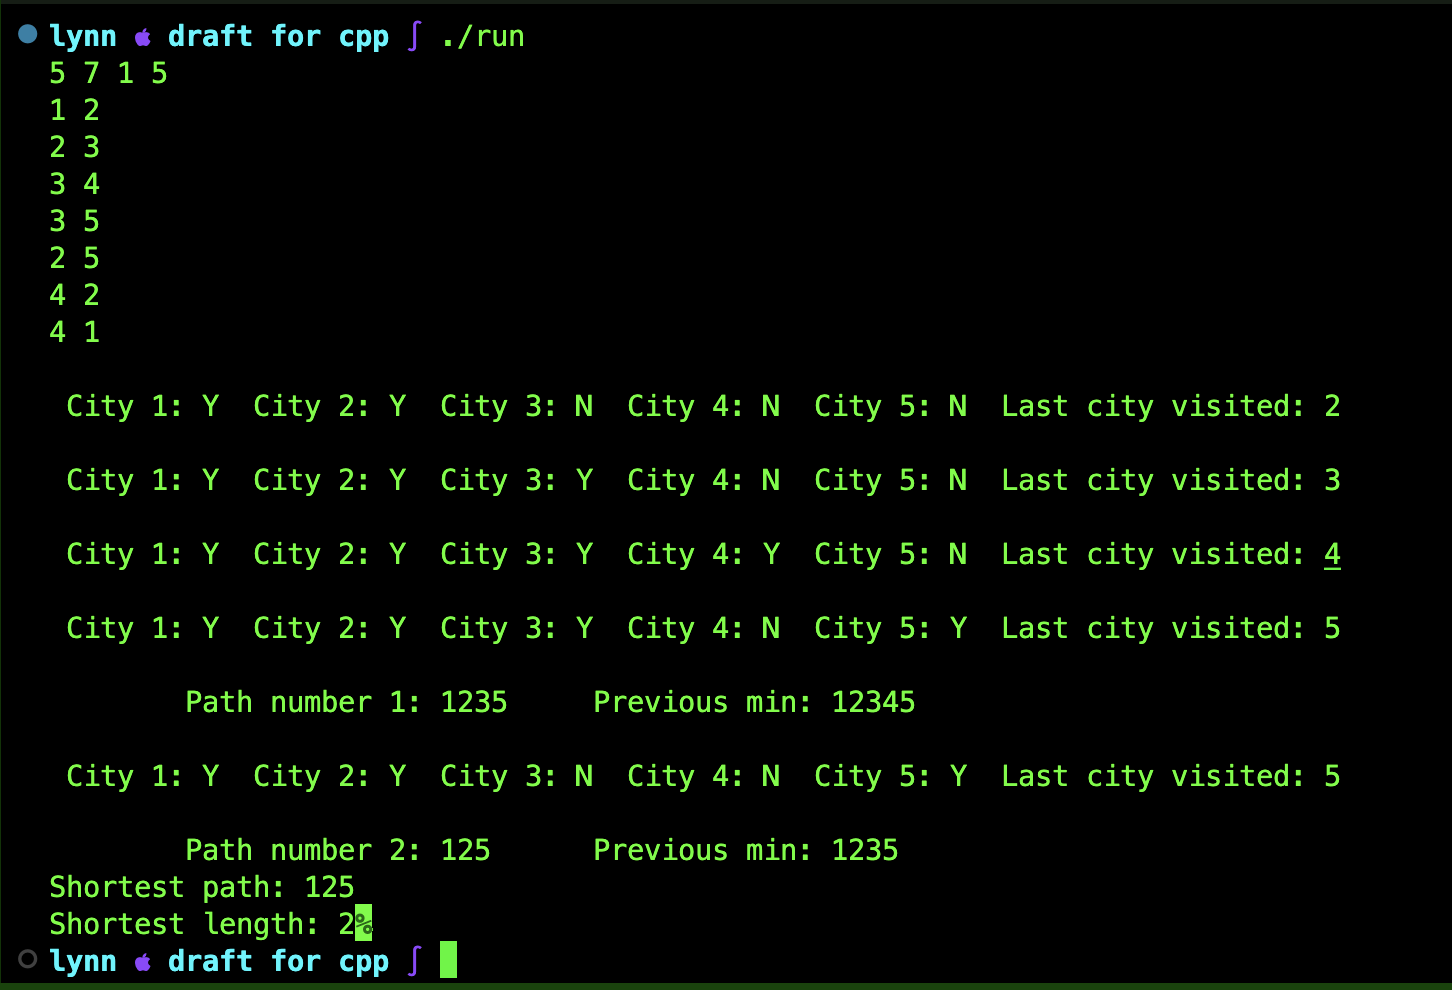 lynn  draft for cpp ∫ ./run
5 7 1 5
1 2
2 3
3 4
3 5
2 5
4 2
4 1
City 1: Y  City 2: Y  City 3: N  City 4: N  City 5: N  Last city visited: 2
City 1: Y  City 2: Y  City 3: Y  City 4: N  City 5: N  Last city visited: 3
City 1: Y  City 2: Y  City 3: Y  City 4: Y  City 5: N  Last city visited: 4
City 1: Y  City 2: Y  City 3: Y  City 4: N  City 5: Y  Last city visited: 5
Path number 1: 1235     Previous min: 12345
City 1: Y  City 2: Y  City 3: N  City 4: N  City 5: Y  Last city visited: 5
Path number 2: 125      Previous min: 1235
Shortest path: 125
Shortest length: 2%
lynn  draft for cpp ∫